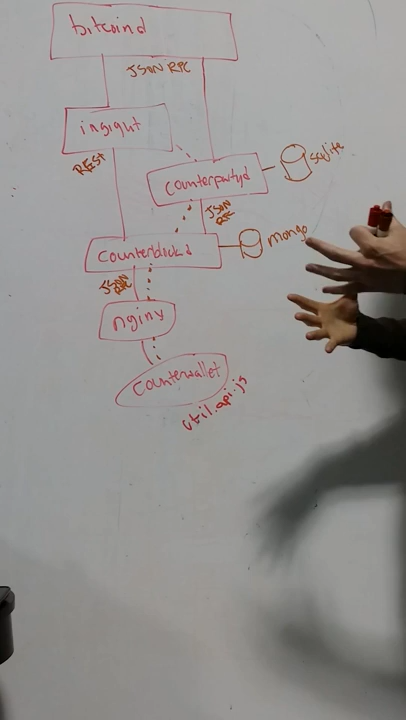 bitcoind
JSON RPC
insight
REST
counterpartyd
sqlite
JSON
RPC
counterblockd
mongo
JSON
RPC
nginx
counterwallet
util.api.js